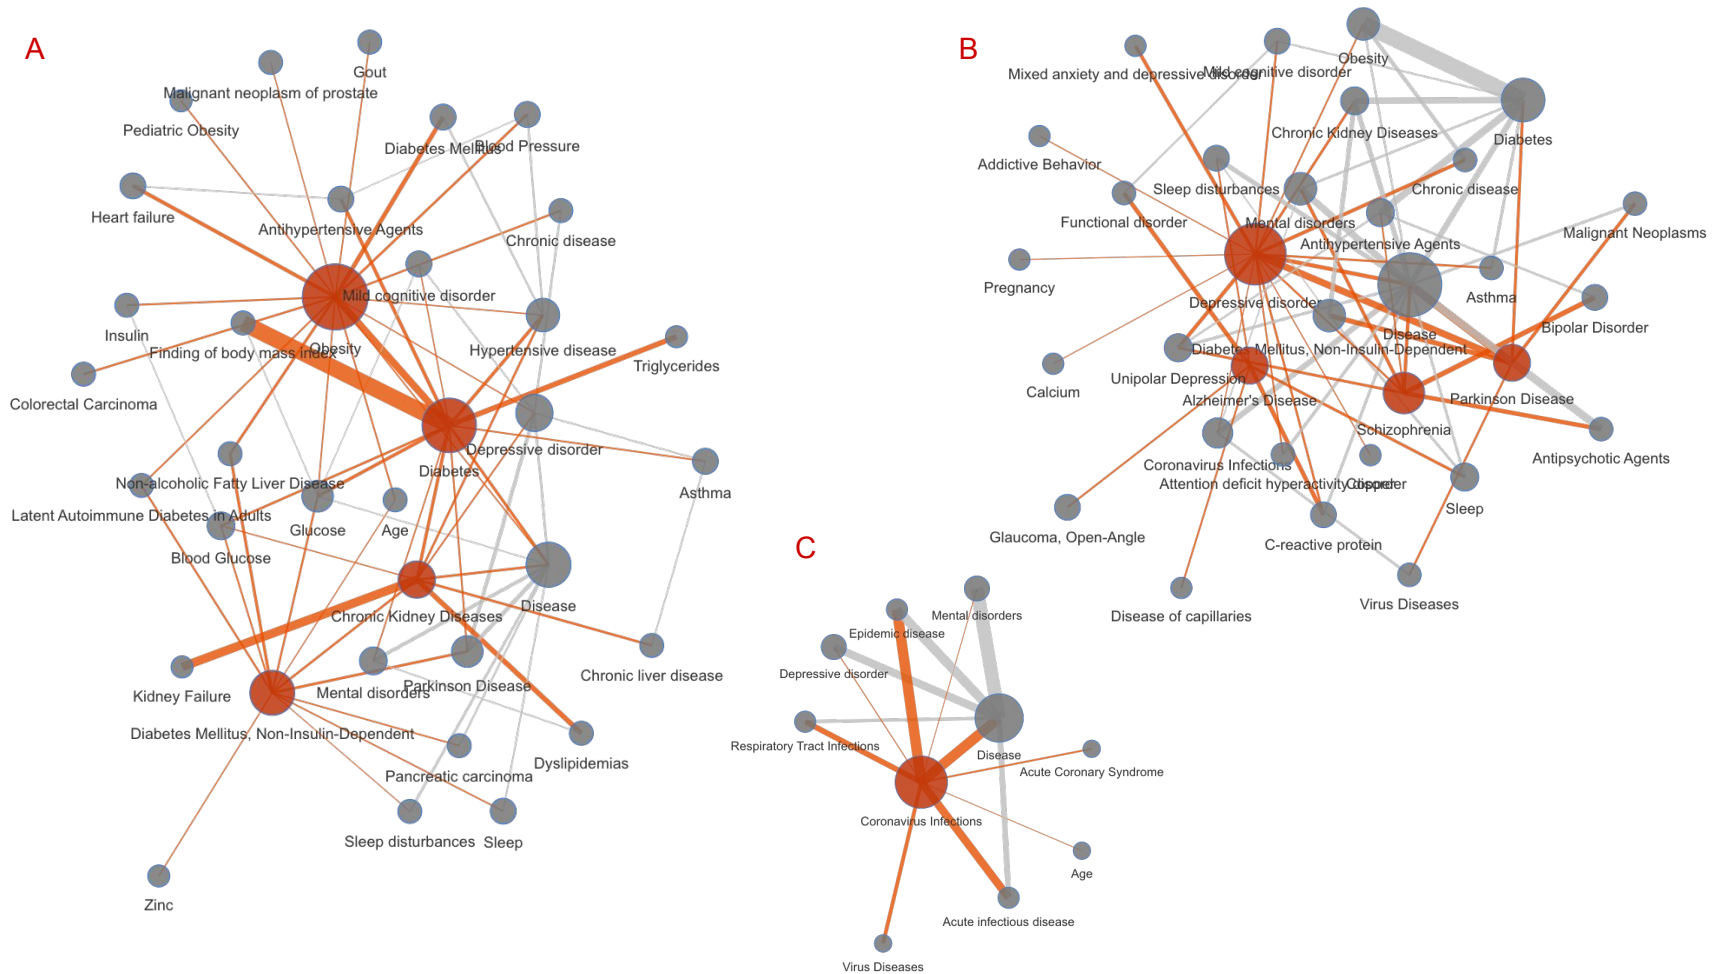 A
Gout
Malignant neoplasm of prostate
Pediatric Obesity
Diabetes Mellitus
Blood Pressure
Heart failure
Antihypertensive Agents
Chronic disease
Mild cognitive disorder
Insulin
Finding of body mass index
Obesity
Hypertensive disease
Triglycerides
Colorectal Carcinoma
Depressive disorder
Diabetes
Non-alcoholic Fatty Liver Disease
Asthma
Latent Autoimmune Diabetes in Adults
Glucose
Age
Blood Glucose
Disease
Chronic Kidney Diseases
Kidney Failure
Mental disorders
Parkinson Disease
Chronic liver disease
Diabetes Mellitus, Non-Insulin-Dependent
Pancreatic carcinoma
Dyslipidemias
Sleep disturbances
Sleep
Zinc
B
Obesity
Mixed anxiety and depressive disorder
Mild cognitive disorder
Chronic Kidney Diseases
Diabetes
Addictive Behavior
Sleep disturbances
Chronic disease
Functional disorder
Mental disorders
Malignant Neoplasms
Antihypertensive Agents
Pregnancy
Depressive disorder
Asthma
Disease
Bipolar Disorder
Diabetes Mellitus, Non-Insulin-Dependent
Unipolar Depression
Calcium
Alzheimer's Disease
Parkinson Disease
Schizophrenia
Coronavirus Infections
Antipsychotic Agents
Attention deficit hyperactivity disorder
Copper
Sleep
Glaucoma, Open-Angle
C-reactive protein
Disease of capillaries
Virus Diseases
C
Mental disorders
Epidemic disease
Depressive disorder
Respiratory Tract Infections
Disease
Acute Coronary Syndrome
Coronavirus Infections
Age
Acute infectious disease
Virus Diseases